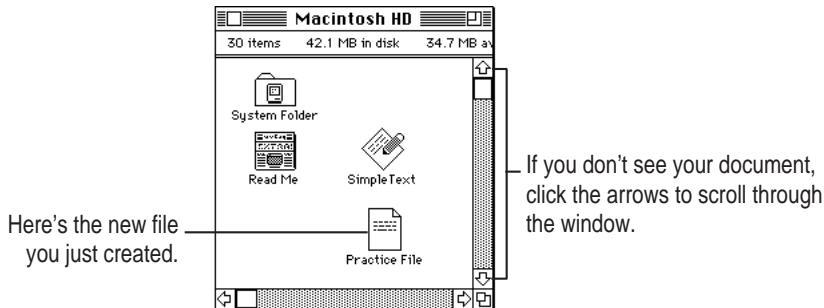 Macintosh HD
30 items 42.1 MB in disk 34.7 MB av
System Folder
Read Me
SimpleText
Practice File
Here’s the new file
you just created.
If you don’t see your document,
click the arrows to scroll through
the window.